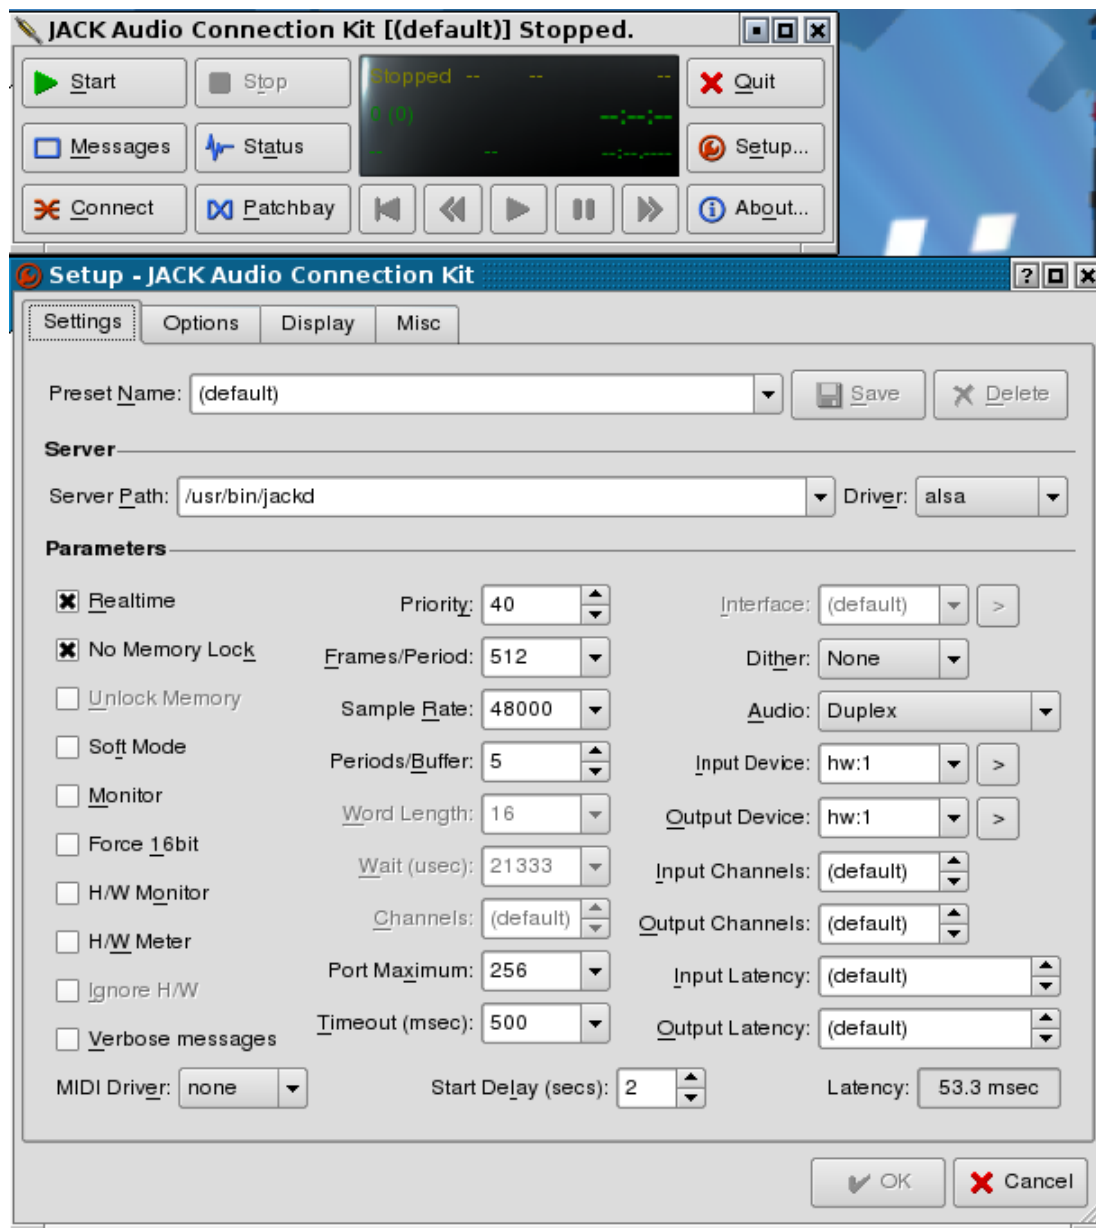 JACK Audio Connection Kit [(default)] Stopped.
Start Stop Stopped -- -- -- Quit
0 (0) --:--:--
Messages Status -- -- --:--.---- Setup...
Connect Patchbay About...
Setup - JACK Audio Connection Kit ?
Settings Options Display Misc
Preset Name: (default) Save Delete
Server
Server Path: /usr/bin/jackd Driver: alsa
Parameters
Realtime Priority: 40 Interface: (default) >
No Memory Lock Frames/Period: 512 Dither: None
Unlock Memory Sample Rate: 48000 Audio: Duplex
Soft Mode Periods/Buffer: 5 Input Device: hw:1 >
Monitor Word Length: 16 Output Device: hw:1 >
Force 16bit Wait (usec): 21333 Input Channels: (default)
H/W Monitor Channels: (default) Output Channels: (default)
H/W Meter Port Maximum: 256 Input Latency: (default)
Ignore H/W Timeout (msec): 500 Output Latency: (default)
Verbose messages
MIDI Driver: none Start Delay (secs): 2 Latency: 53.3 msec
OK Cancel